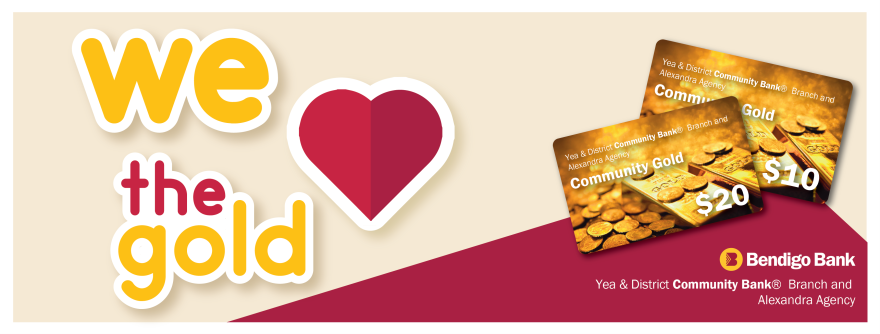 we
the
gold
Yea & District Community Bank® Branch and
Alexandra Agency
Community Gold
$10
Yea & District Community Bank® Branch and
Alexandra Agency
Community Gold
$20
Bendigo Bank
Yea & District Community Bank® Branch and
Alexandra Agency